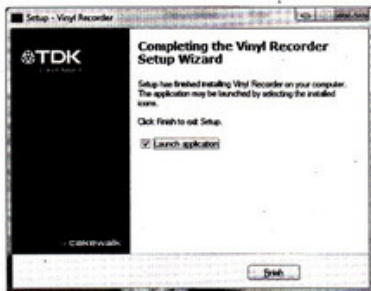 Setup - Vinyl Recorder
TDK
Completing the Vinyl Recorder
Setup Wizard
Setup has finished installing Vinyl Recorder on your computer.
The application may be launched by selecting the installed
icons.
Click Finish to exit Setup.
Launch application
cakewalk
Finish